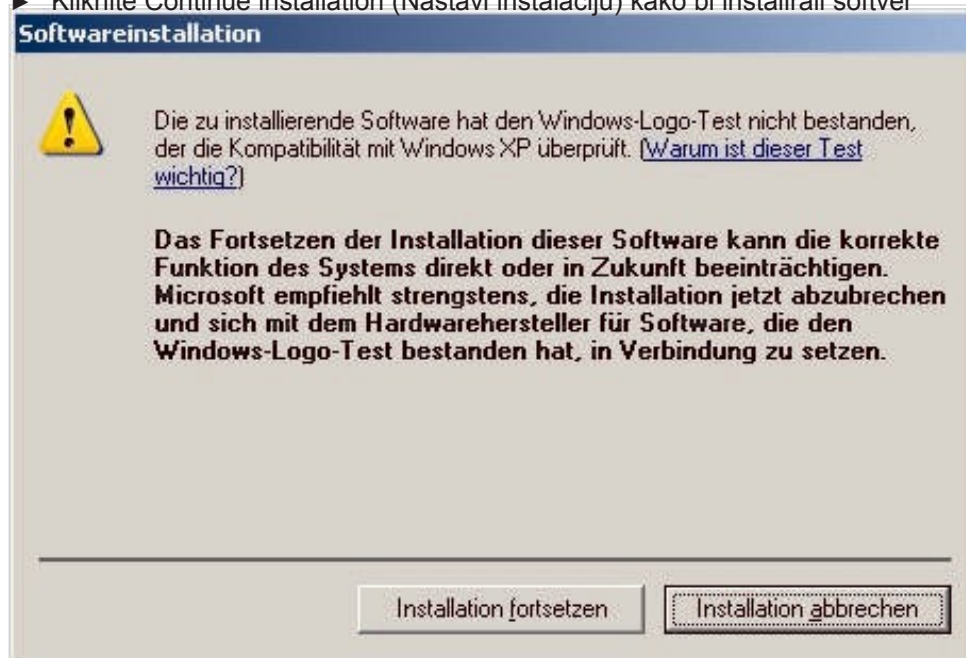 ► Kliknite Continue installation (Nastavi instalaciju) kako bi instalirali softver
Softwareinstallation
Die zu installierende Software hat den Windows-Logo-Test nicht bestanden,
der die Kompatibilität mit Windows XP überprüft. (Warum ist dieser Test
wichtig?)
Das Fortsetzen der Installation dieser Software kann die korrekte
Funktion des Systems direkt oder in Zukunft beeinträchtigen.
Microsoft empfiehlt strengstens, die Installation jetzt abzubrechen
und sich mit dem Hardwarehersteller für Software, die den
Windows-Logo-Test bestanden hat, in Verbindung zu setzen.
Installation fortsetzen
Installation abbrechen